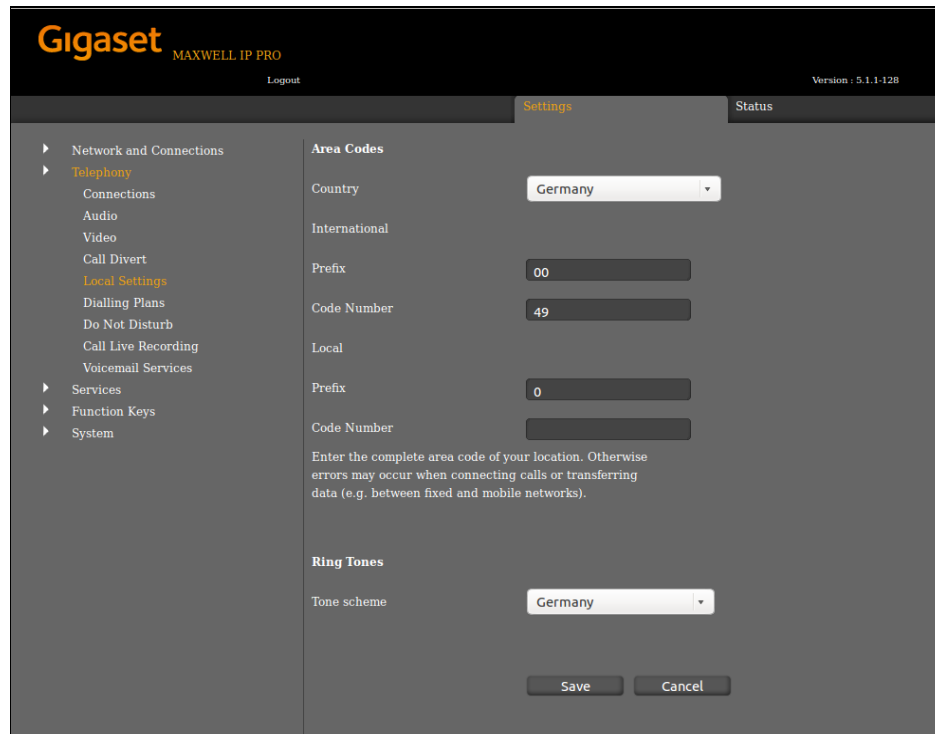 Gigaset MAXWELL IP PRO
Logout
Version : 5.1.1-128
Settings
Status
Network and Connections
Telephony
Connections
Audio
Video
Call Divert
Local Settings
Dialling Plans
Do Not Disturb
Call Live Recording
Voicemail Services
Services
Function Keys
System
Area Codes
Country
Germany
International
Prefix
00
Code Number
49
Local
Prefix
0
Code Number
Enter the complete area code of your location. Otherwise
errors may occur when connecting calls or transferring
data (e.g. between fixed and mobile networks).
Ring Tones
Tone scheme
Germany
Save
Cancel